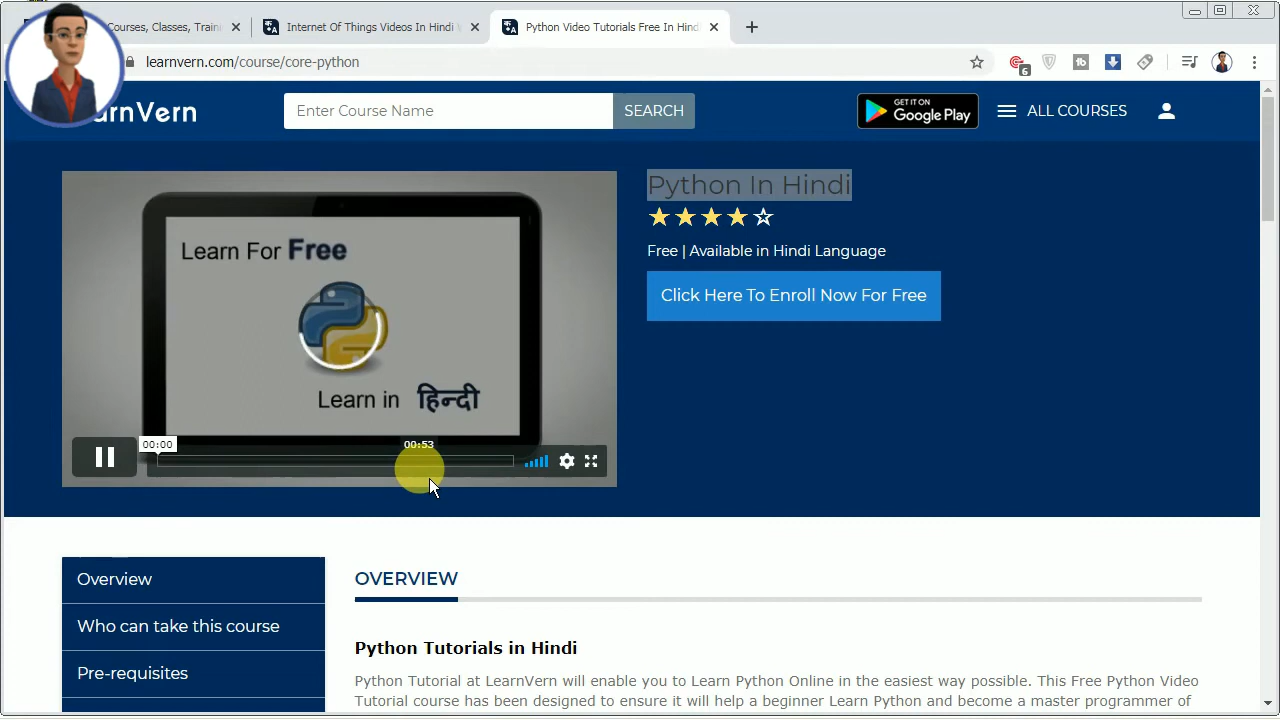 Courses, Classes, Train
Internet Of Things Videos In Hindi
Python Video Tutorials Free In Hind
learnvern.com/course/core-python
6
arnVern
Enter Course Name
SEARCH
GET IT ON
Google Play
ALL COURSES
Python In Hindi
Free | Available in Hindi Language
Click Here To Enroll Now For Free
Learn For Free
Learn in हिन्दी
00:00
00:53
Overview
Who can take this course
Pre-requisites
OVERVIEW
Python Tutorials in Hindi
Python Tutorial at LearnVern will enable you to Learn Python Online in the easiest way possible. This Free Python Video
Tutorial course has been designed to ensure it will help a beginner Learn Python and become a master programmer of